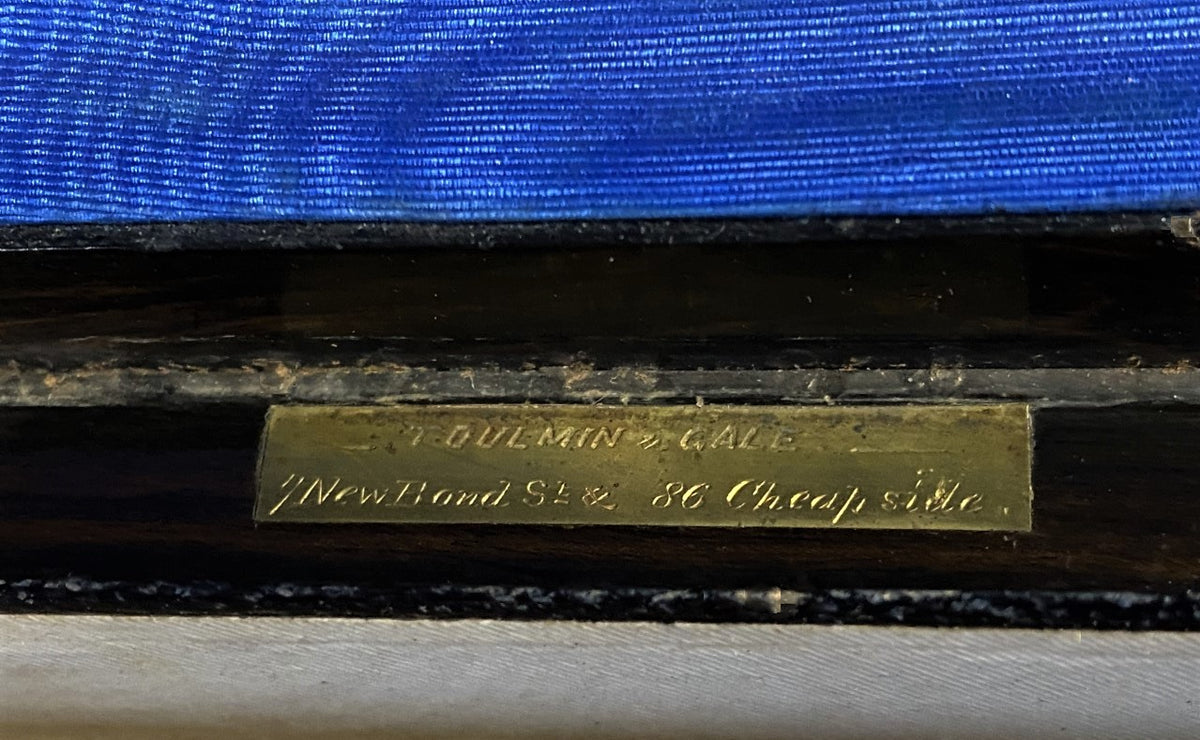 TOULMIN & GALE
7 New Bond St. & 86 Cheapside.